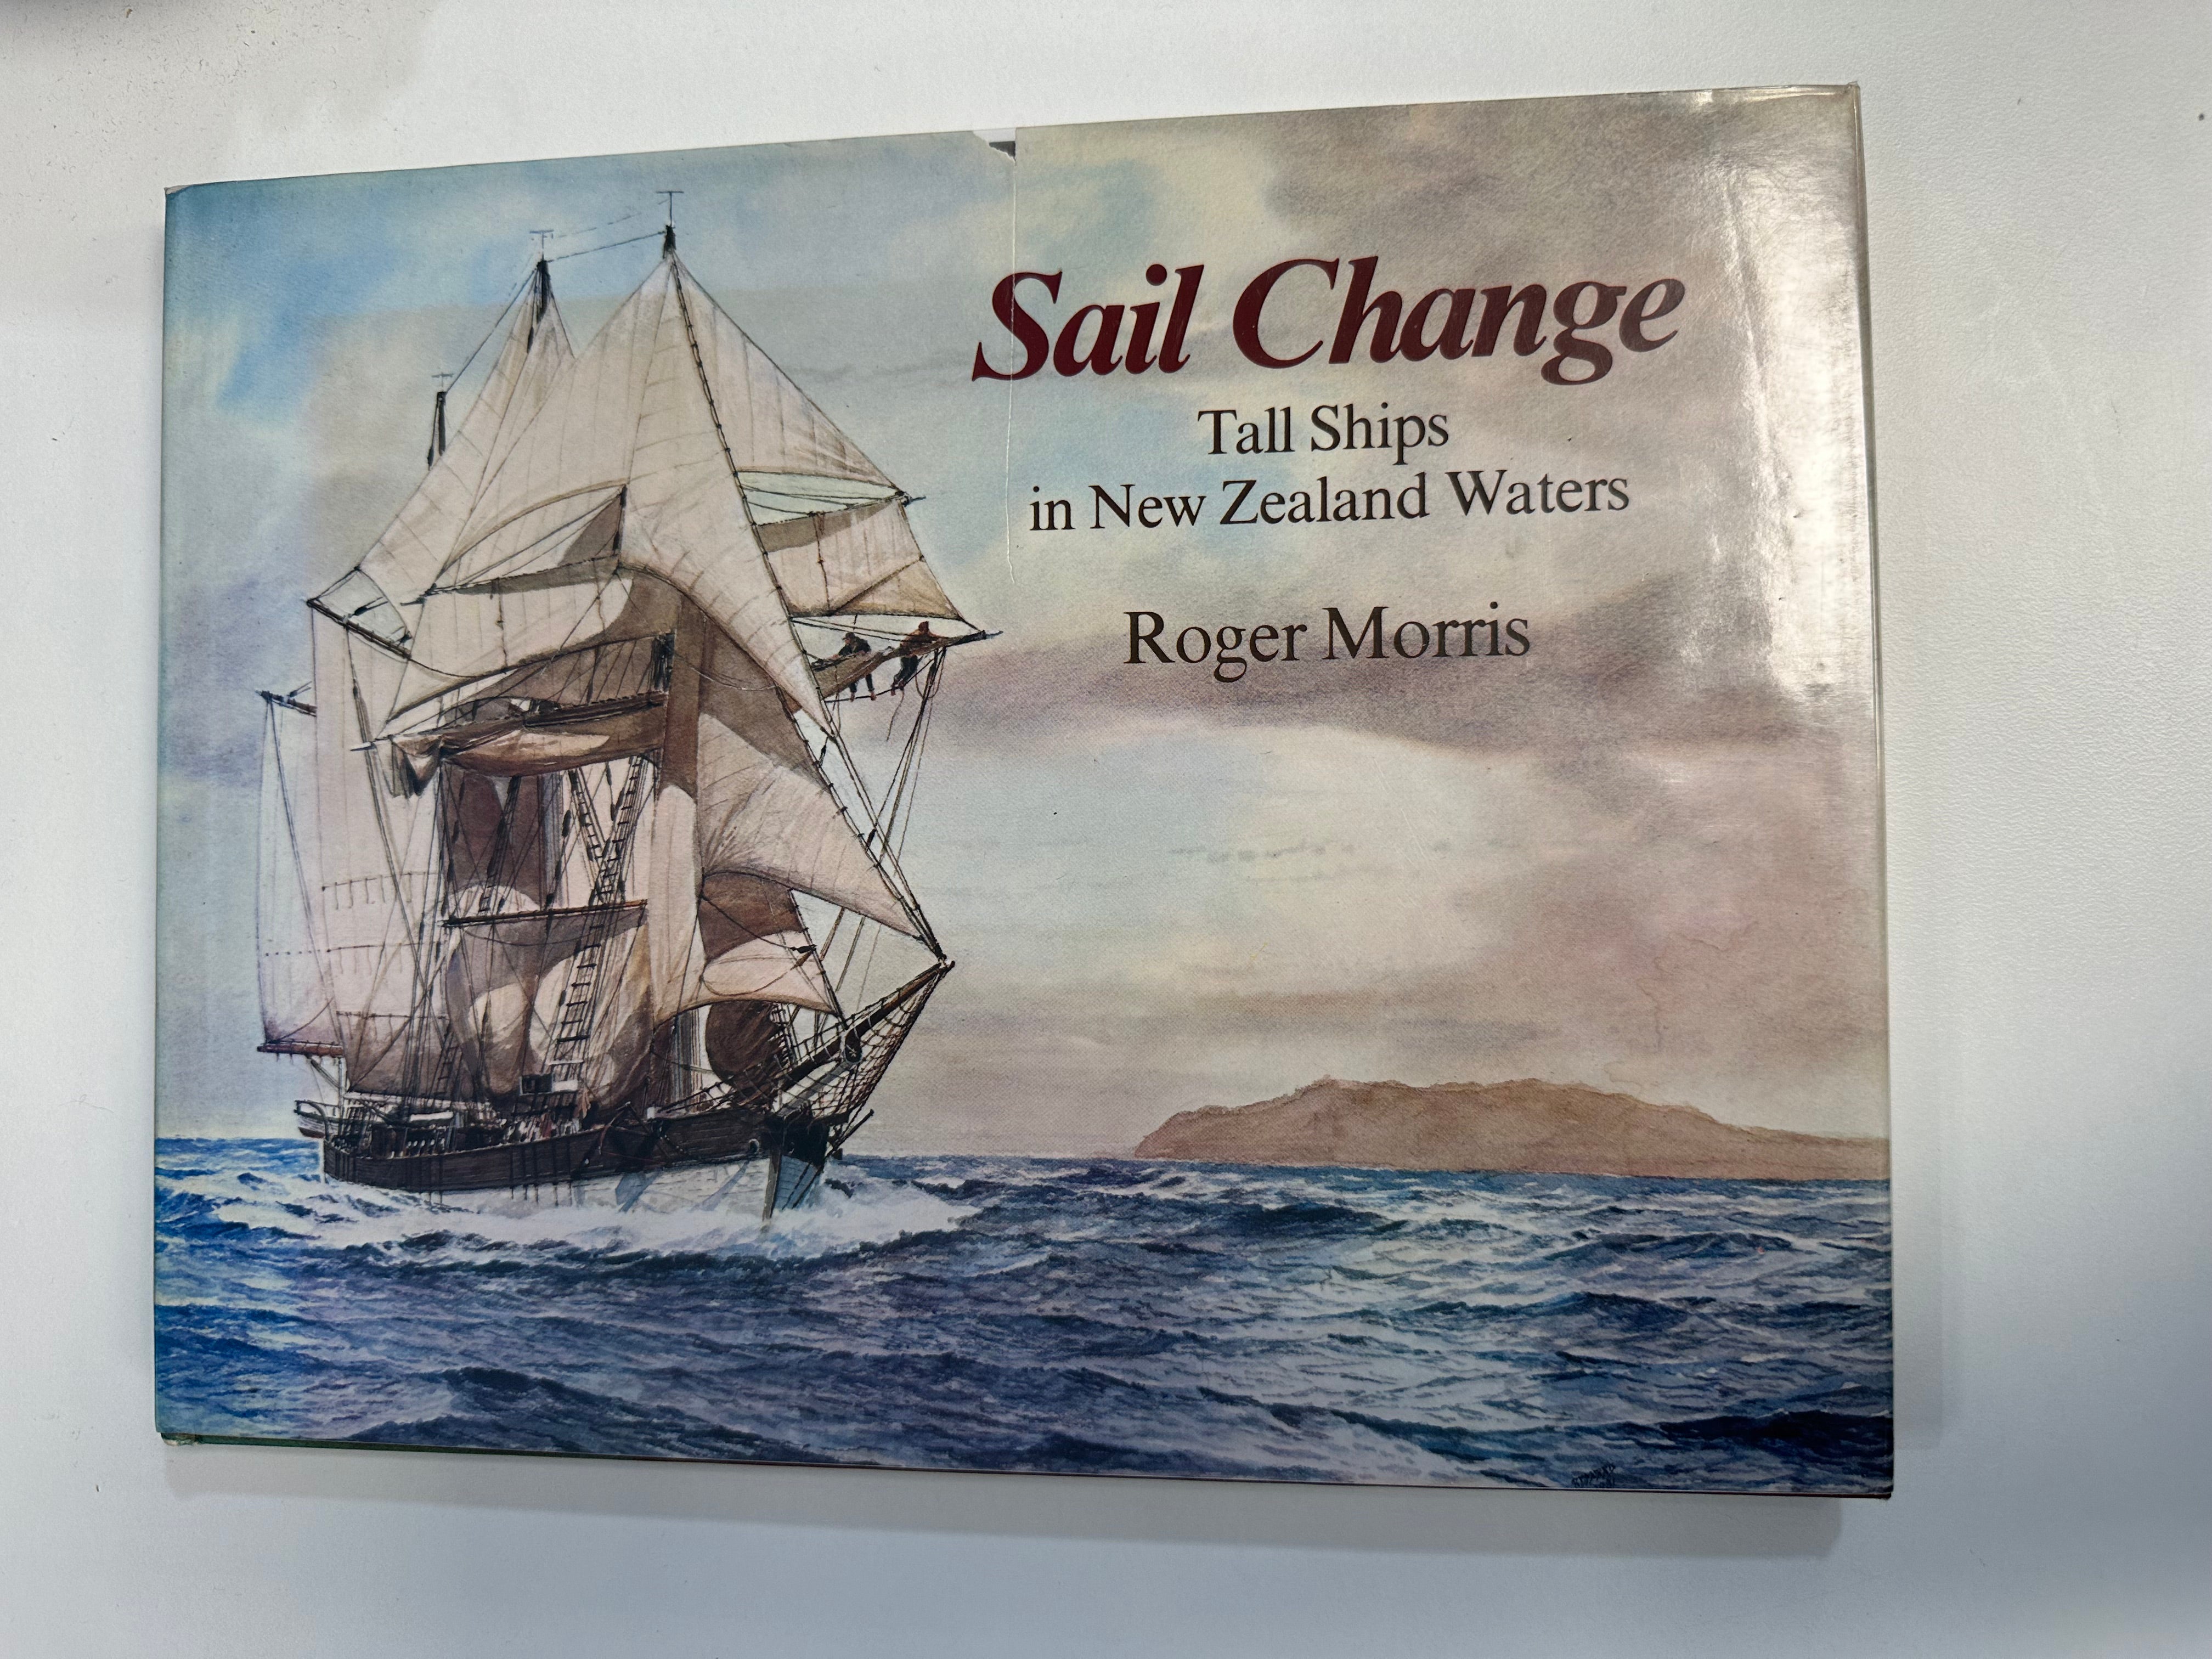 Sail Change
Tall Ships
in New Zealand Waters
Roger Morris